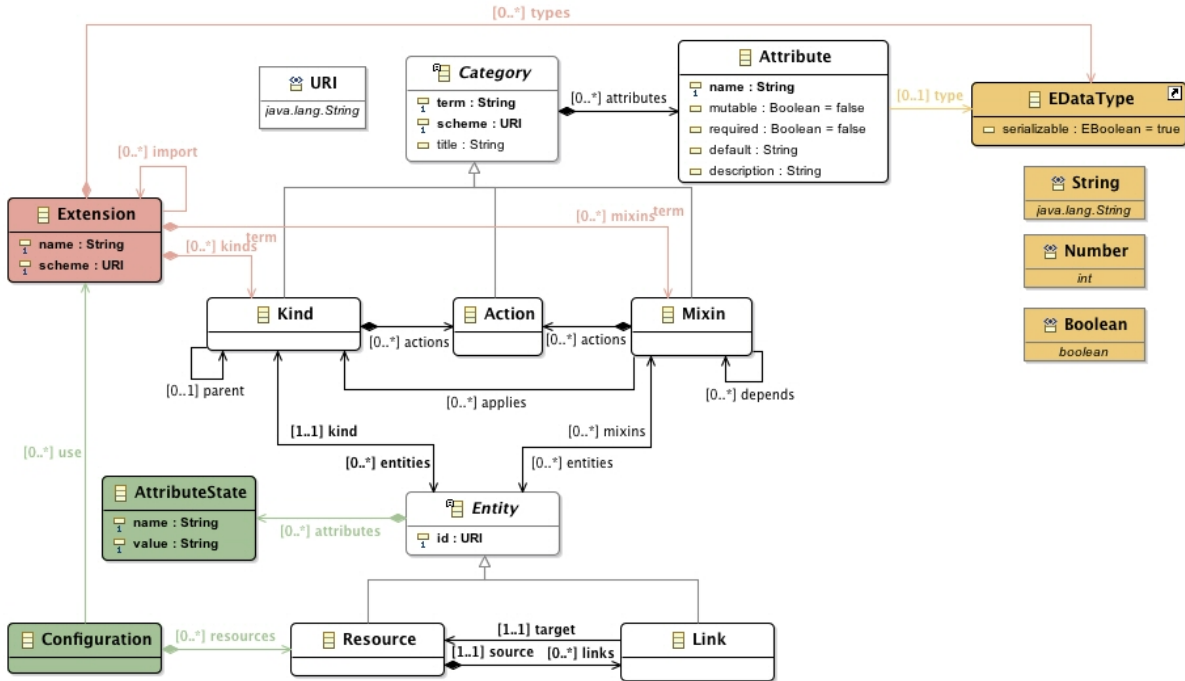 [0..*] types
Category
term : String
scheme : URI
title : String
[0..*] attributes
Attribute
name : String
mutable : Boolean = false
required : Boolean = false
default : String
description : String
[0..1] type
EDataType
serializable : EBoolean = true
URI
java.lang.String
[0..*] import
Extension
name : String
scheme : URI
[0..*] mixins
term
[0..*] kinds
term
String
java.lang.String
Number
int
Boolean
boolean
Kind
Action
Mixin
[0..*] actions
[0..*] actions
[0..1] parent
[0..*] applies
[0..*] depends
[1..1] kind
[0..*] mixins
[0..*] entities
[0..*] entities
[0..*] use
AttributeState
name : String
value : String
[0..*] attributes
Entity
id : URI
Configuration
[0..*] resources
Resource
[1..1] target
[1..1] source
[0..*] links
Link